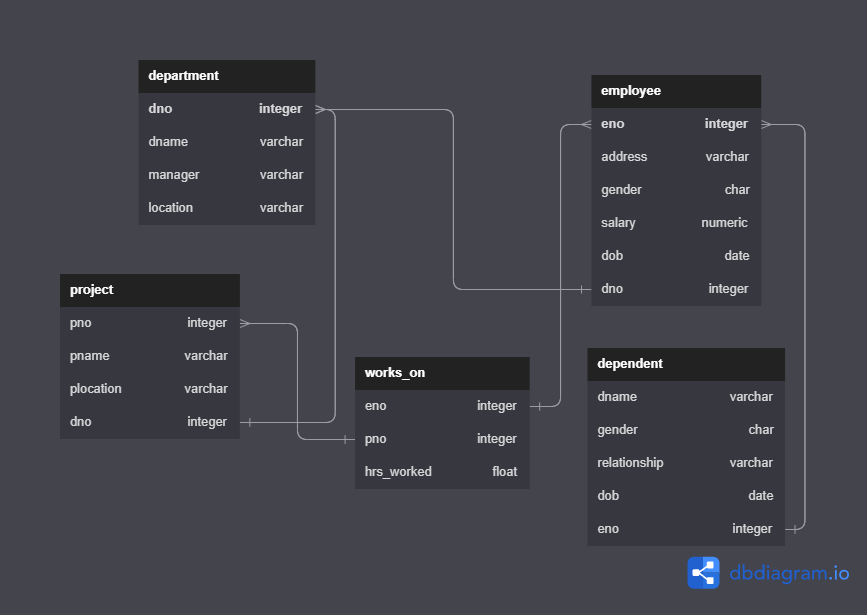 department
dno integer
dname varchar
manager varchar
location varchar
employee
eno integer
address varchar
gender char
salary numeric
dob date
dno integer
project
pno integer
pname varchar
plocation varchar
dno integer
works_on
eno integer
pno integer
hrs_worked float
dependent
dname varchar
gender char
relationship varchar
dob date
eno integer
dbdiagram.io